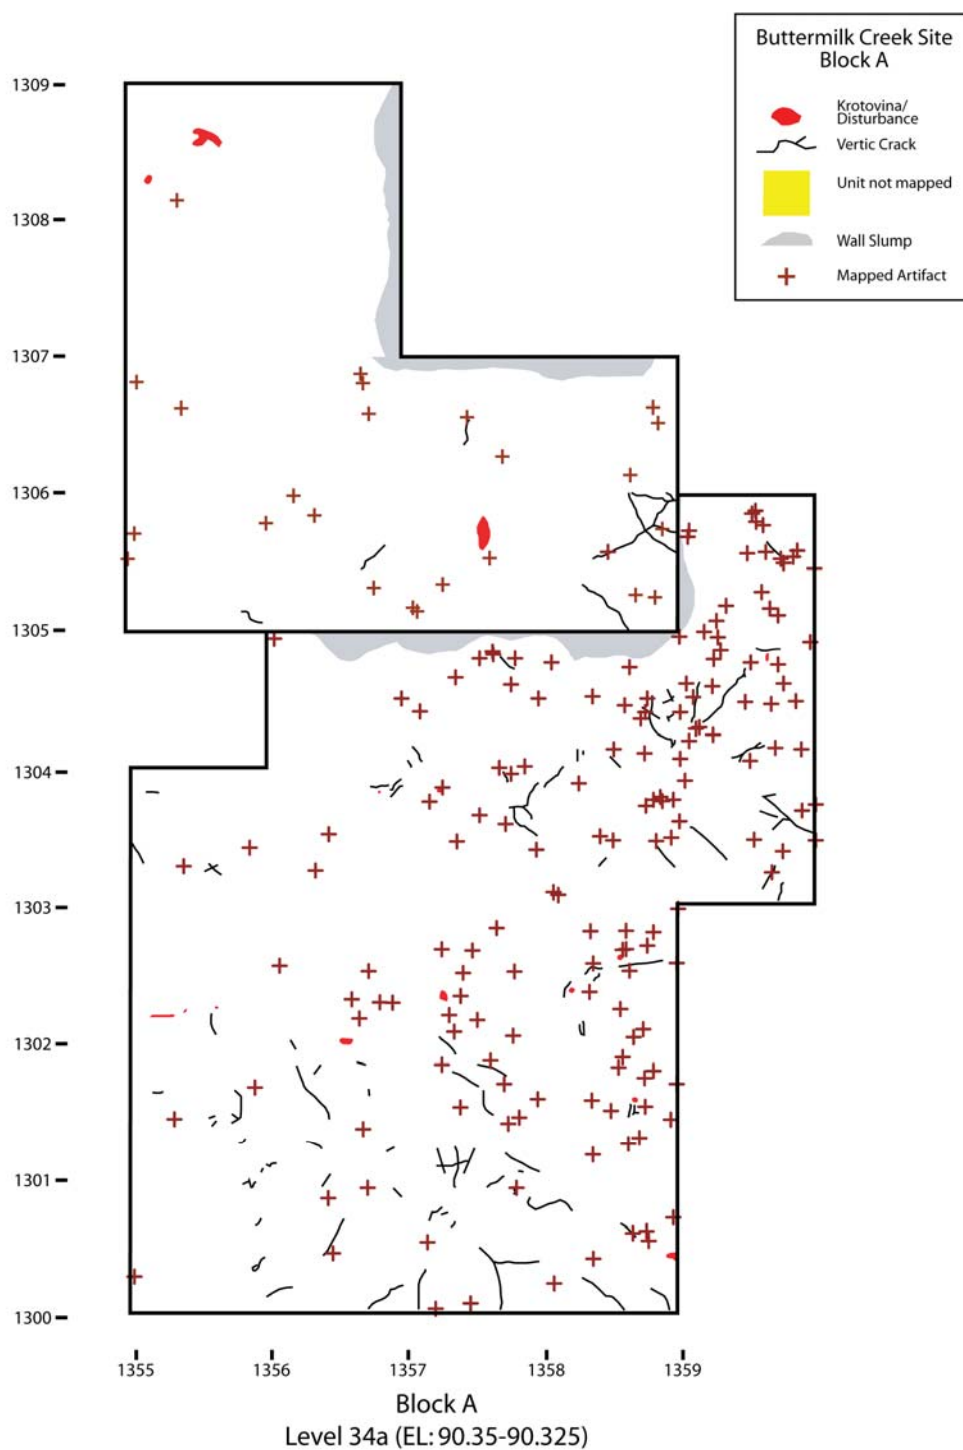 Buttermilk Creek Site
Block A
Krotovina/
Disturbance
Vertic Crack
Unit not mapped
Wall Slump
Mapped Artifact
1309
1308
1307
1306
1305
1304
1303
1302
1301
1300
1355 1356 1357 1358 1359
Block A
Level 34a (EL: 90.35-90.325)